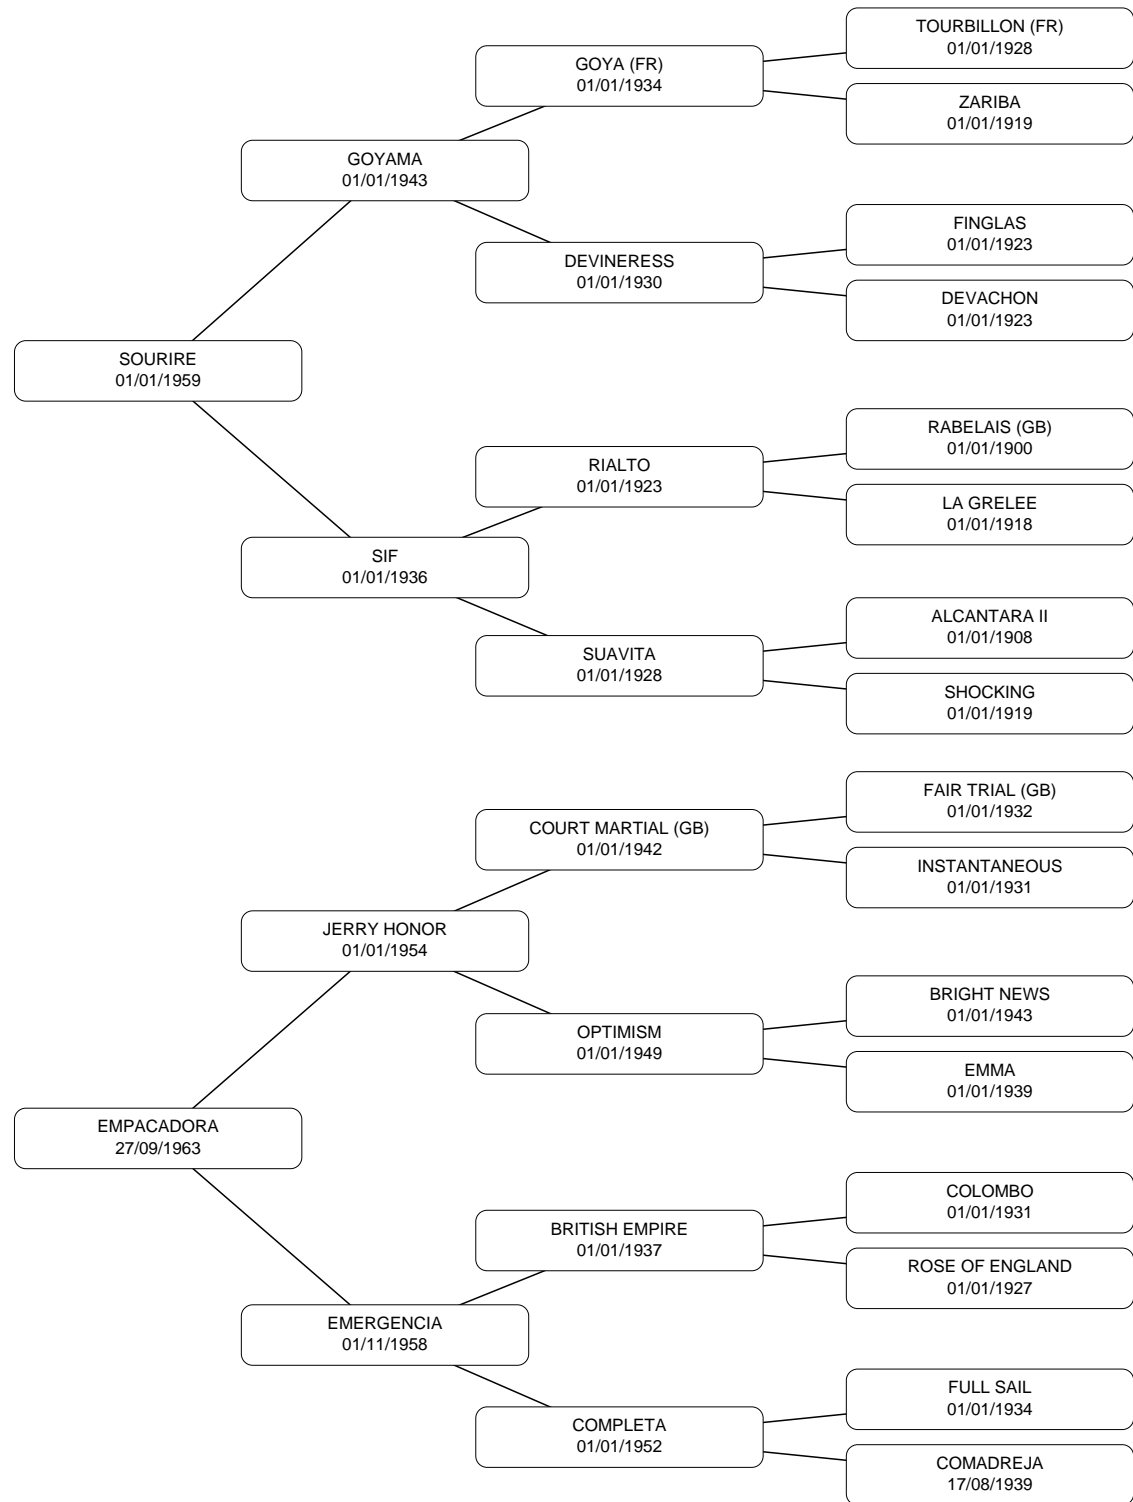 TOURBILLON (FR)
01/01/1928
GOYA (FR)
01/01/1934
ZARIBA
01/01/1919
GOYAMA
01/01/1943
FINGLAS
01/01/1923
DEVINERESS
01/01/1930
DEVACHON
01/01/1923
SOURIRE
01/01/1959
RABELAIS (GB)
01/01/1900
RIALTO
01/01/1923
LA GRELEE
01/01/1918
SIF
01/01/1936
ALCANTARA II
01/01/1908
SUAVITA
01/01/1928
SHOCKING
01/01/1919
FAIR TRIAL (GB)
01/01/1932
COURT MARTIAL (GB)
01/01/1942
INSTANTANEOUS
01/01/1931
JERRY HONOR
01/01/1954
BRIGHT NEWS
01/01/1943
OPTIMISM
01/01/1949
EMMA
01/01/1939
EMPACADORA
27/09/1963
COLOMBO
01/01/1931
BRITISH EMPIRE
01/01/1937
ROSE OF ENGLAND
01/01/1927
EMERGENCIA
01/11/1958
FULL SAIL
01/01/1934
COMPLETA
01/01/1952
COMADREJA
17/08/1939